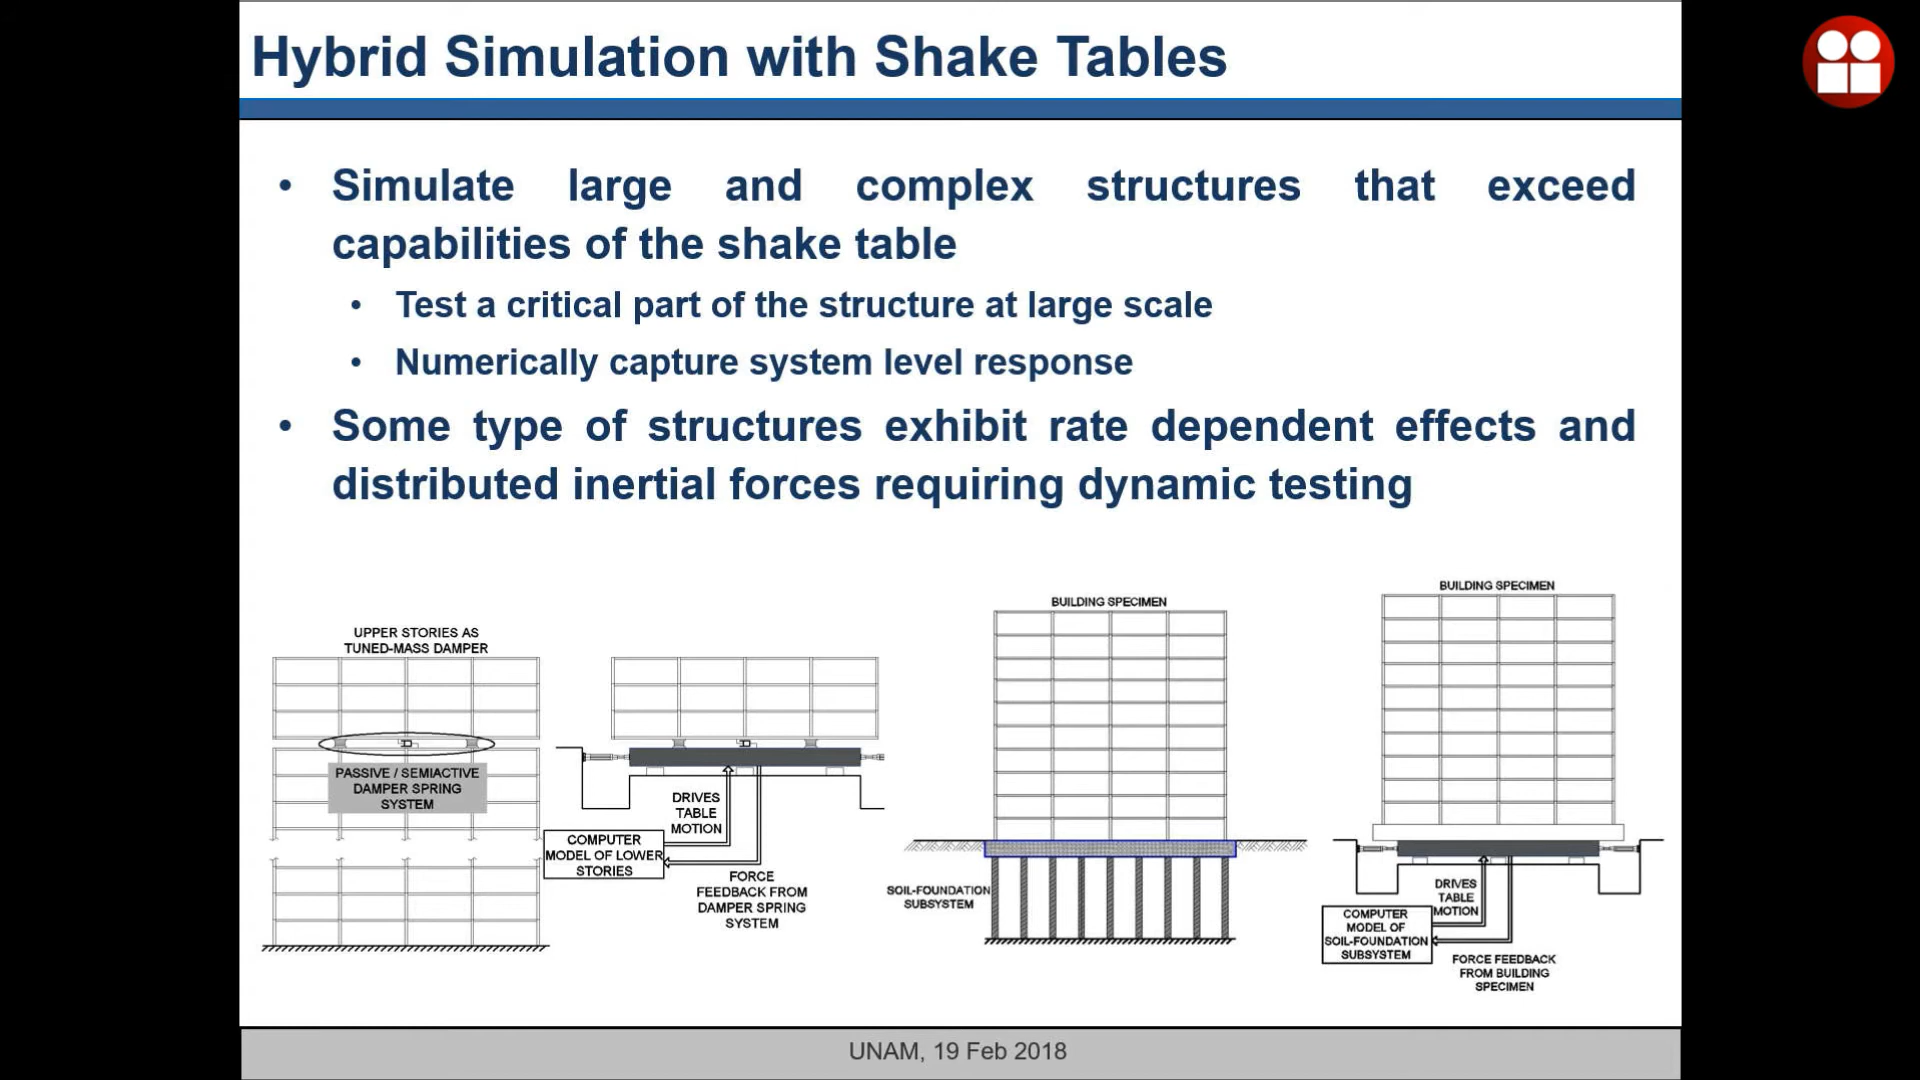 Hybrid Simulation with Shake Tables
• Simulate large and complex structures that exceed
capabilities of the shake table
• Test a critical part of the structure at large scale
• Numerically capture system level response
• Some type of structures exhibit rate dependent effects and
distributed inertial forces requiring dynamic testing
UPPER STORIES AS
TUNED-MASS DAMPER
PASSIVE / SEMIACTIVE
DAMPER SPRING
SYSTEM
DRIVES
TABLE
MOTION
COMPUTER
MODEL OF LOWER
STORIES
FORCE
FEEDBACK FROM
DAMPER SPRING
SYSTEM
BUILDING SPECIMEN
SOIL-FOUNDATION
SUBSYSTEM
BUILDING SPECIMEN
DRIVES
TABLE
MOTION
COMPUTER
MODEL OF
SOIL-FOUNDATION
SUBSYSTEM
FORCE FEEDBACK
FROM BUILDING
SPECIMEN
UNAM, 19 Feb 2018